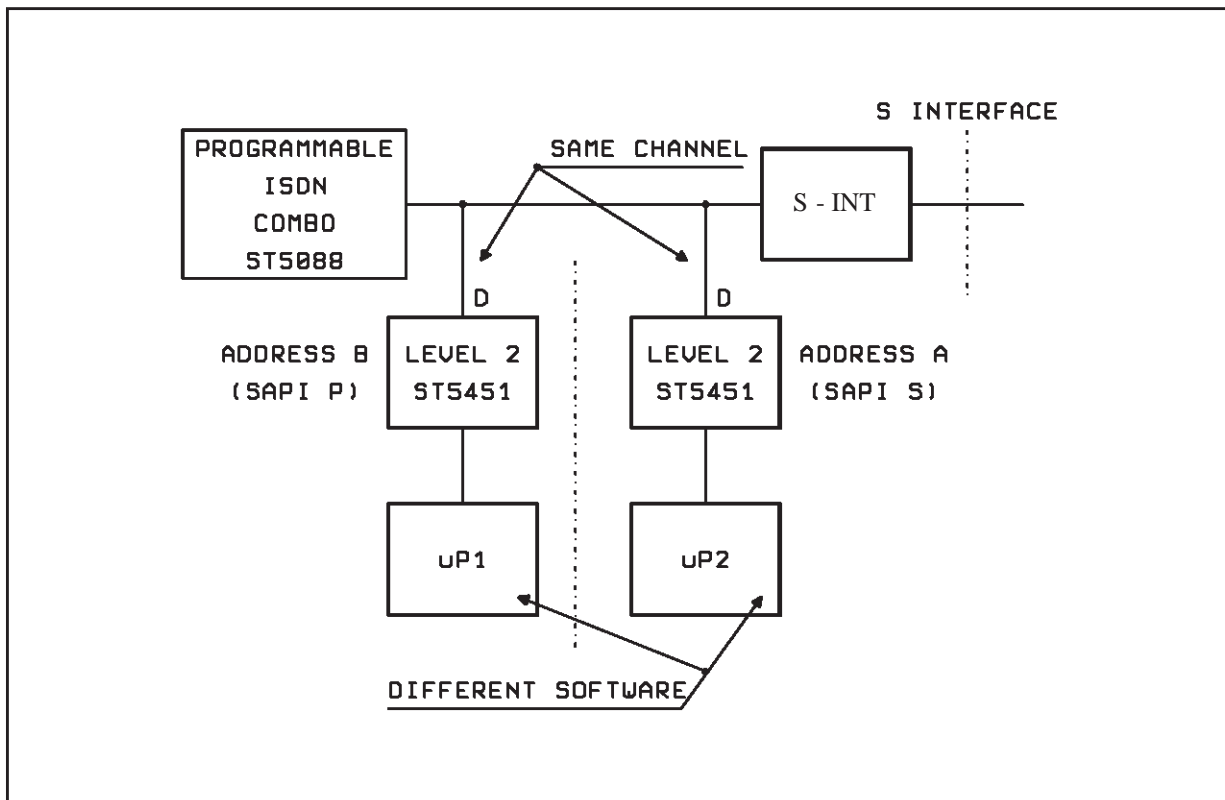 S INTERFACE
PROGRAMMABLE
ISDN
COMBO
ST5088
SAME CHANNEL
S - INT
D
D
ADDRESS B
(SAPI P)
LEVEL 2
ST5451
LEVEL 2
ST5451
ADDRESS A
(SAPI S)
uP1
uP2
DIFFERENT SOFTWARE